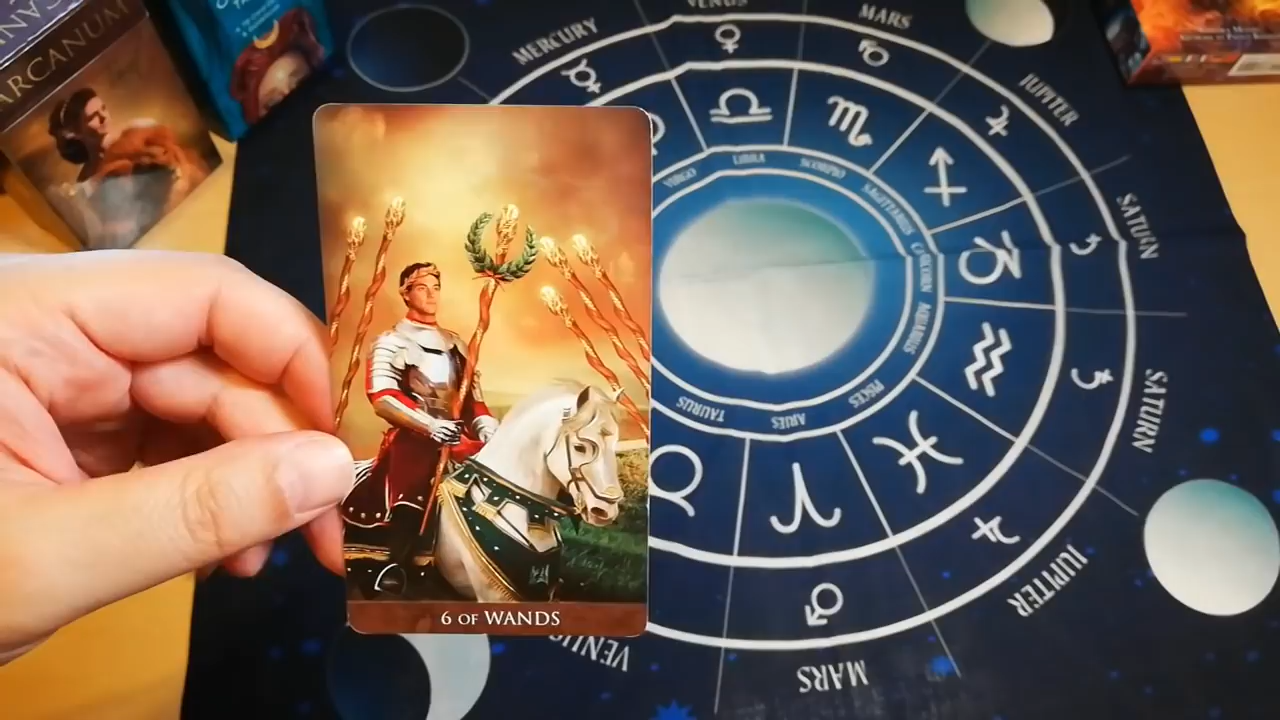 ARCANUM
VENUS
MERCURY
MARS
JUPITER
SATURN
SATURN
JUPITER
MARS
VENUS
VIRGO
LIBRA
SCORPIO
SAGITTARIUS
CAPRICORN
AQUARIUS
PISCES
ARIES
TAURUS
6 OF WANDS